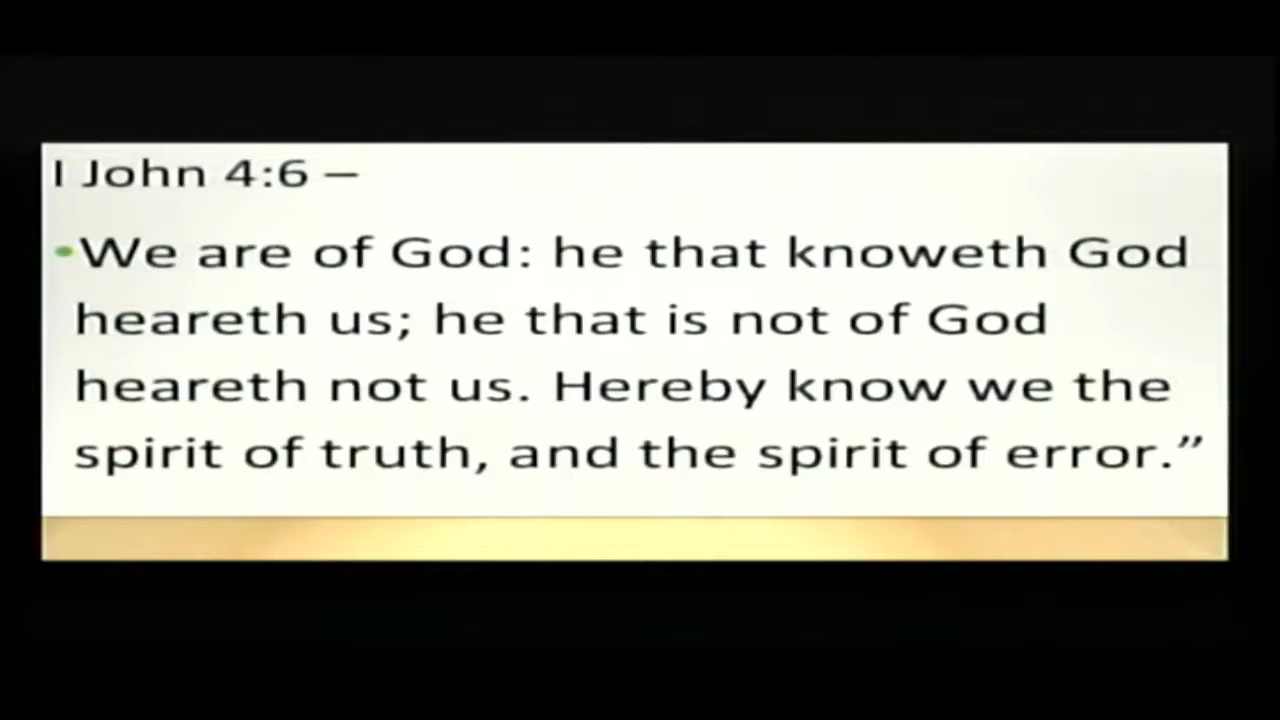 I John 4:6 –
•We are of God: he that knoweth God
heareth us; he that is not of God
heareth not us. Hereby know we the
spirit of truth, and the spirit of error.”